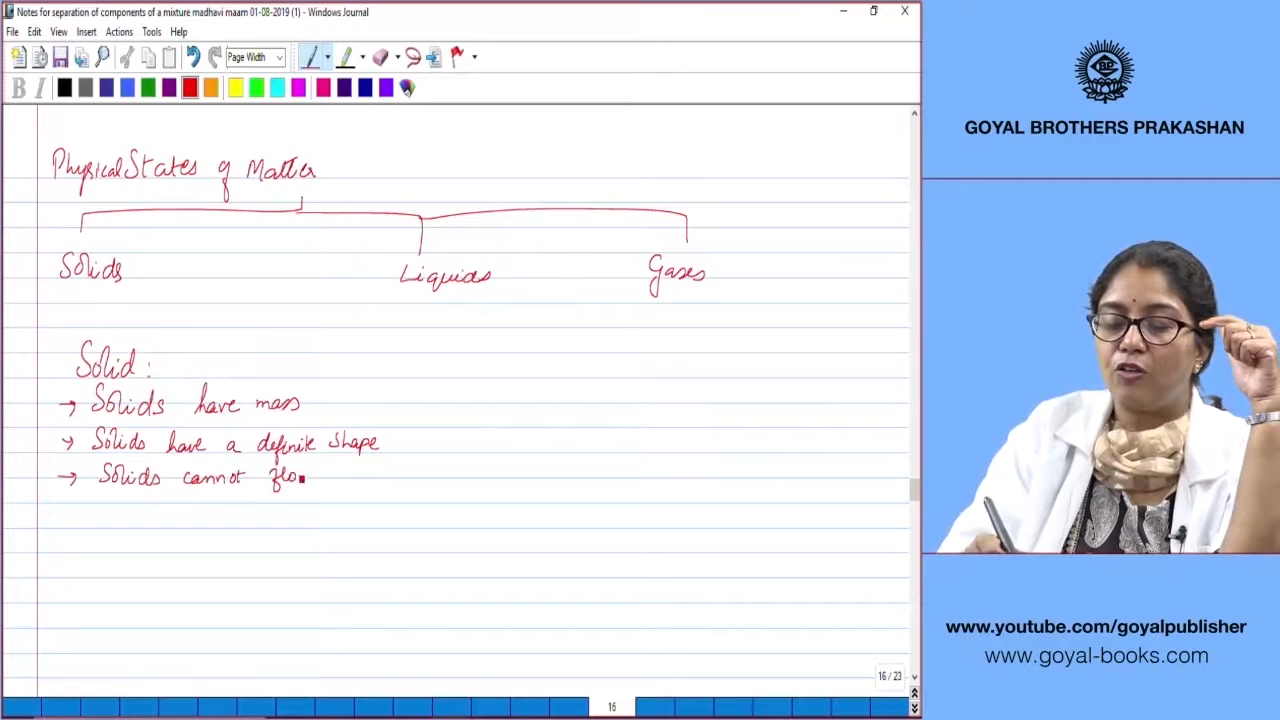 Notes for separation of components of a mixture madhavi maam 01-08-2019 (1) - Windows Journal
File Edit View Insert Actions Tools Help
Page Width
B I
GOYAL BROTHERS PRAKASHAN
Physical States of Matter
Solids Liquids Gases
Solid :
→ Solids have mass
→ Solids have a definite shape
→ Solids cannot flo
www.youtube.com/goyalpublisher
www.goyal-books.com
16 / 23
16